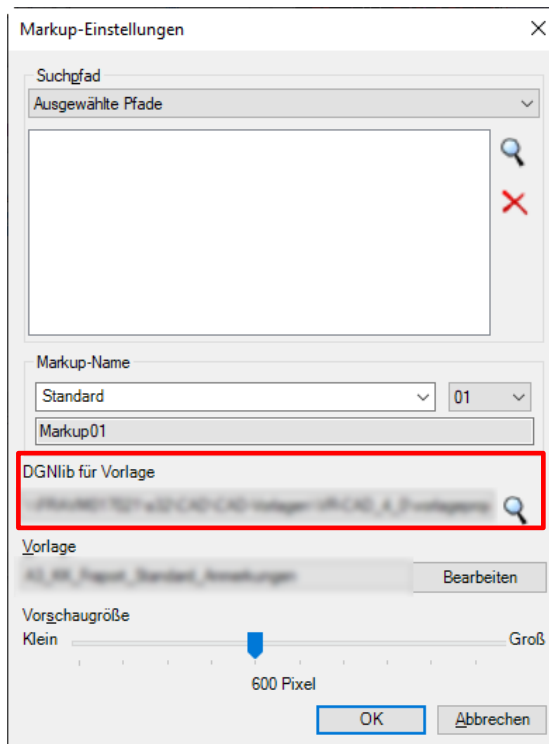 Markup-Einstellungen
Suchpfad
Ausgewählte Pfade
Markup-Name
Standard
01
Markup01
DGNlib für Vorlage
Vorlage
Bearbeiten
Vorschaugröße
Klein
Groß
600 Pixel
OK
Abbrechen